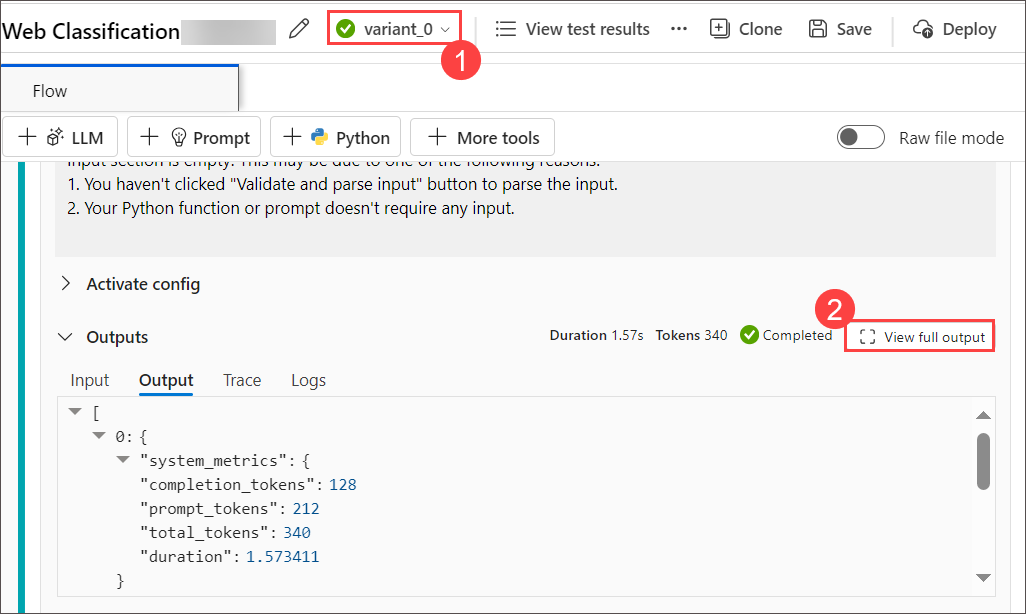 Web Classification
variant_0
View test results
...
Clone
Save
Deploy
1
Flow
LLM
Prompt
Python
More tools
Raw file mode
Input section is empty. This may be due to one of the following reasons:
1. You haven't clicked "Validate and parse input" button to parse the input.
2. Your Python function or prompt doesn't require any input.
Activate config
2
Outputs
Duration 1.57s Tokens 340 Completed
View full output
Input Output Trace Logs
[
0: {
"system_metrics": {
"completion_tokens": 128
"prompt_tokens": 212
"total_tokens": 340
"duration": 1.573411
}